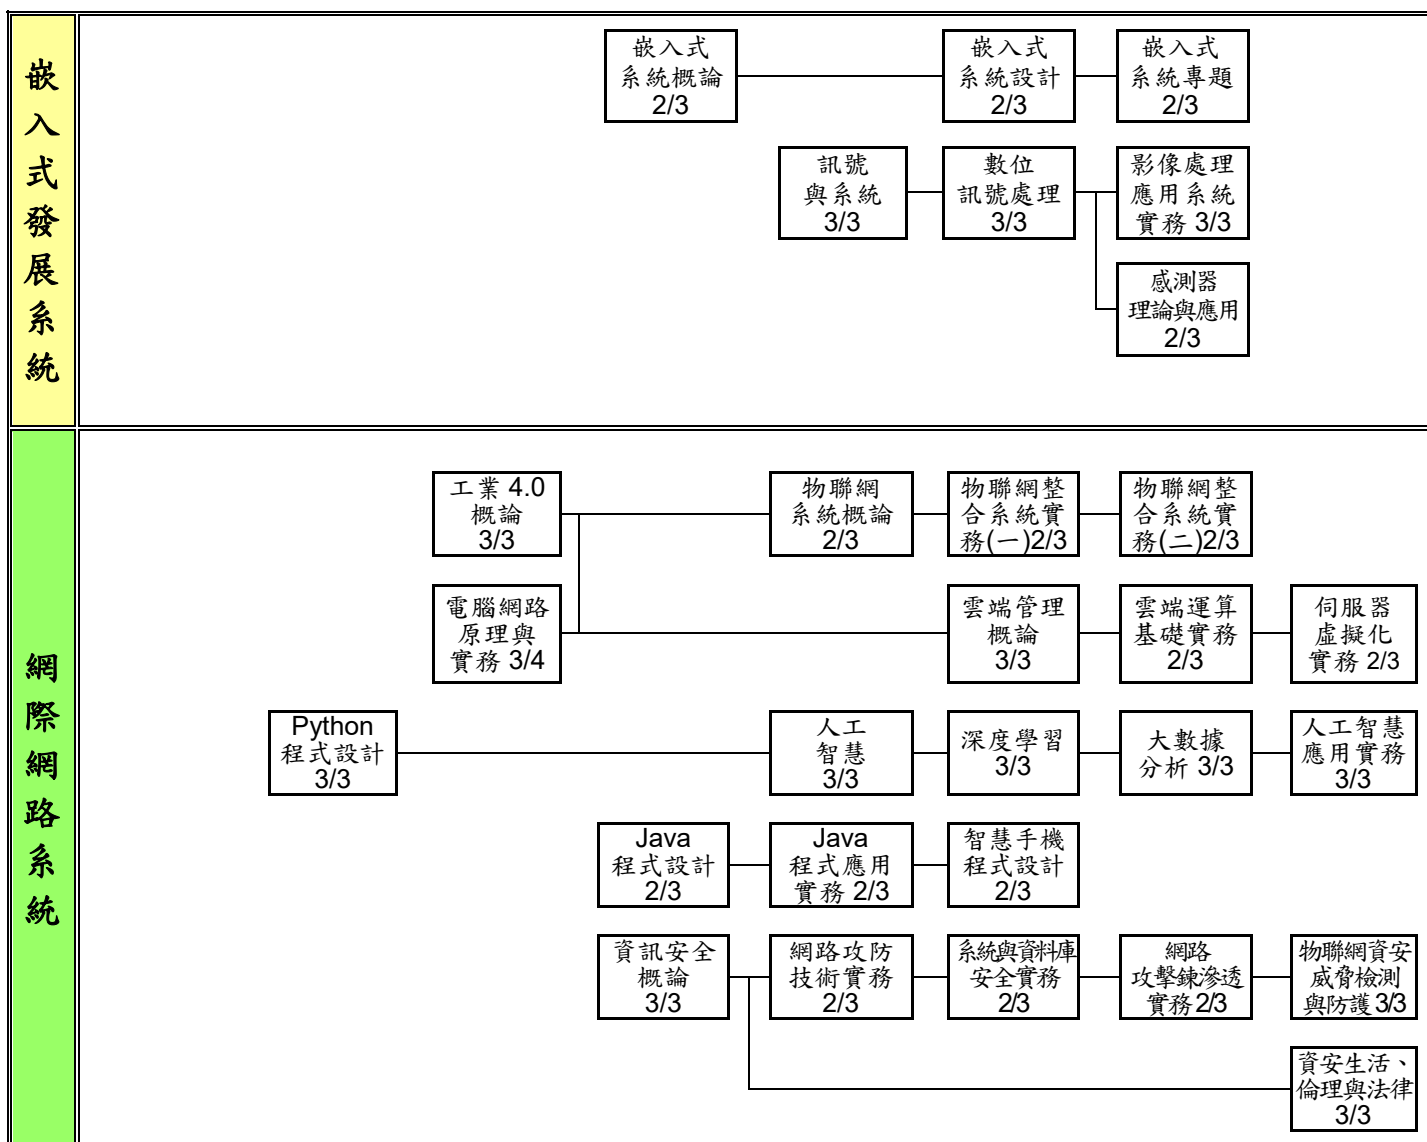 嵌入式發展系統
嵌入式
系統概論
2/3
嵌入式
系統設計
2/3
嵌入式
系統專題
2/3
訊號
與系統
3/3
數位
訊號處理
3/3
影像處理
應用系統
實務 3/3
感測器
理論與應用
2/3
網際網路系統
工業 4.0
概論
3/3
物聯網
系統概論
2/3
物聯網整
合系統實
務(一)2/3
物聯網整
合系統實
務(二)2/3
電腦網路
原理與
實務 3/4
雲端管理
概論
3/3
雲端運算
基礎實務
2/3
伺服器
虛擬化
實務 2/3
Python
程式設計
3/3
人工
智慧
3/3
深度學習
3/3
大數據
分析 3/3
人工智慧
應用實務
3/3
Java
程式設計
2/3
Java
程式應用
實務 2/3
智慧手機
程式設計
2/3
資訊安全
概論
3/3
網路攻防
技術實務
2/3
系統與資料庫
安全實務
2/3
網路
攻擊鍊滲透
實務 2/3
物聯網資安
威脅檢測
與防護 3/3
資安生活、
倫理與法律
3/3